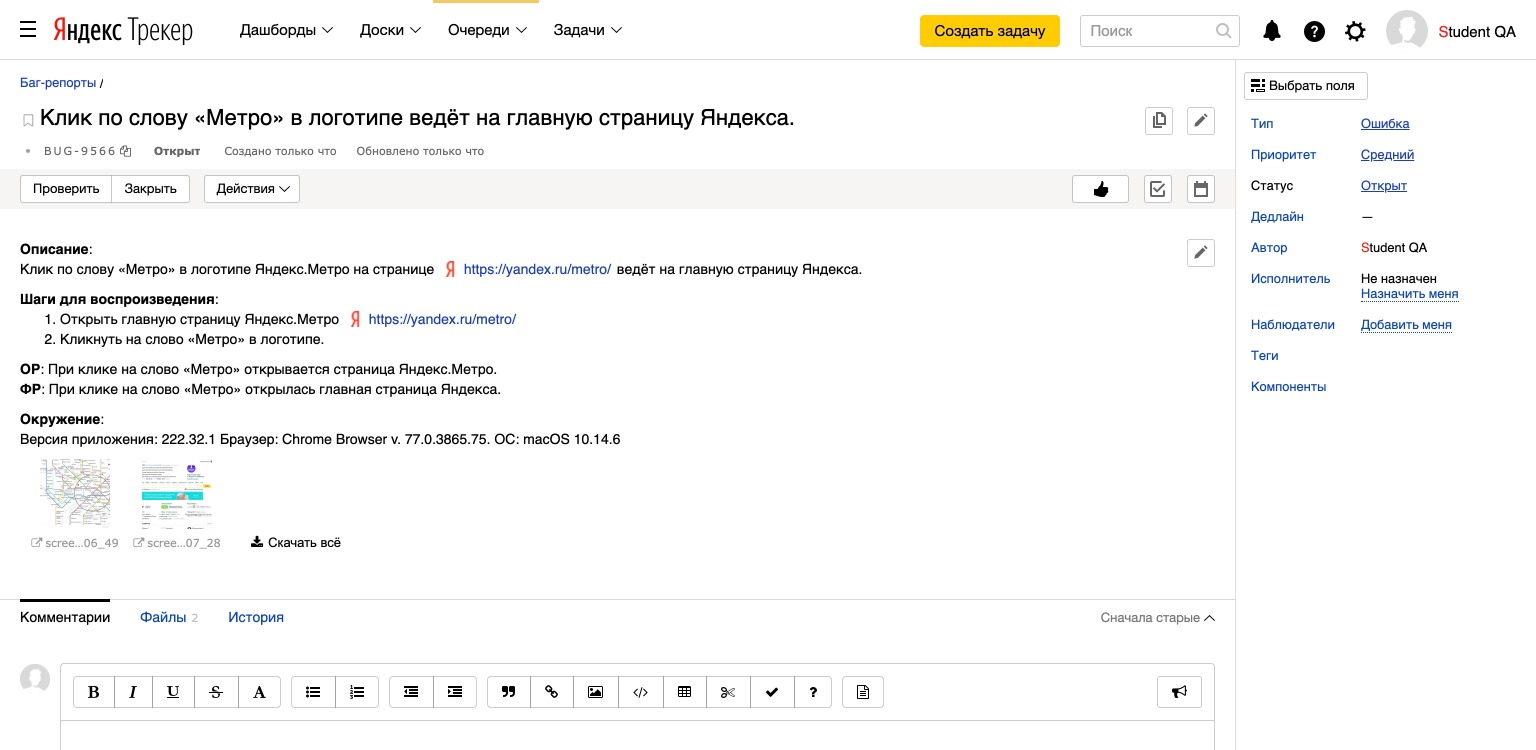 Яндекс Трекер Дашборды Доски Очереди Задачи Создать задачу Поиск Student QA
Баг-репорты /
Клик по слову «Метро» в логотипе ведёт на главную страницу Яндекса.
BUG-9566 Открыт Создано только что Обновлено только что
Проверить Закрыть Действия
Описание:
Клик по слову «Метро» в логотипе Яндекс.Метро на странице Я https://yandex.ru/metro/ ведёт на главную страницу Яндекса.
Шаги для воспроизведения:
1. Открыть главную страницу Яндекс.Метро Я https://yandex.ru/metro/
2. Кликнуть на слово «Метро» в логотипе.
ОР: При клике на слово «Метро» открывается страница Яндекс.Метро.
ФР: При клике на слово «Метро» открылась главная страница Яндекса.
Окружение:
Версия приложения: 222.32.1 Браузер: Chrome Browser v. 77.0.3865.75. ОС: macOS 10.14.6
scree...06_49 scree...07_28 Скачать всё
Комментарии Файлы 2 История Сначала старые
B I U S A
Выбрать поля
Тип Ошибка
Приоритет Средний
Статус Открыт
Дедлайн —
Автор Student QA
Исполнитель Не назначен
Назначить меня
Наблюдатели Добавить меня
Теги
Компоненты